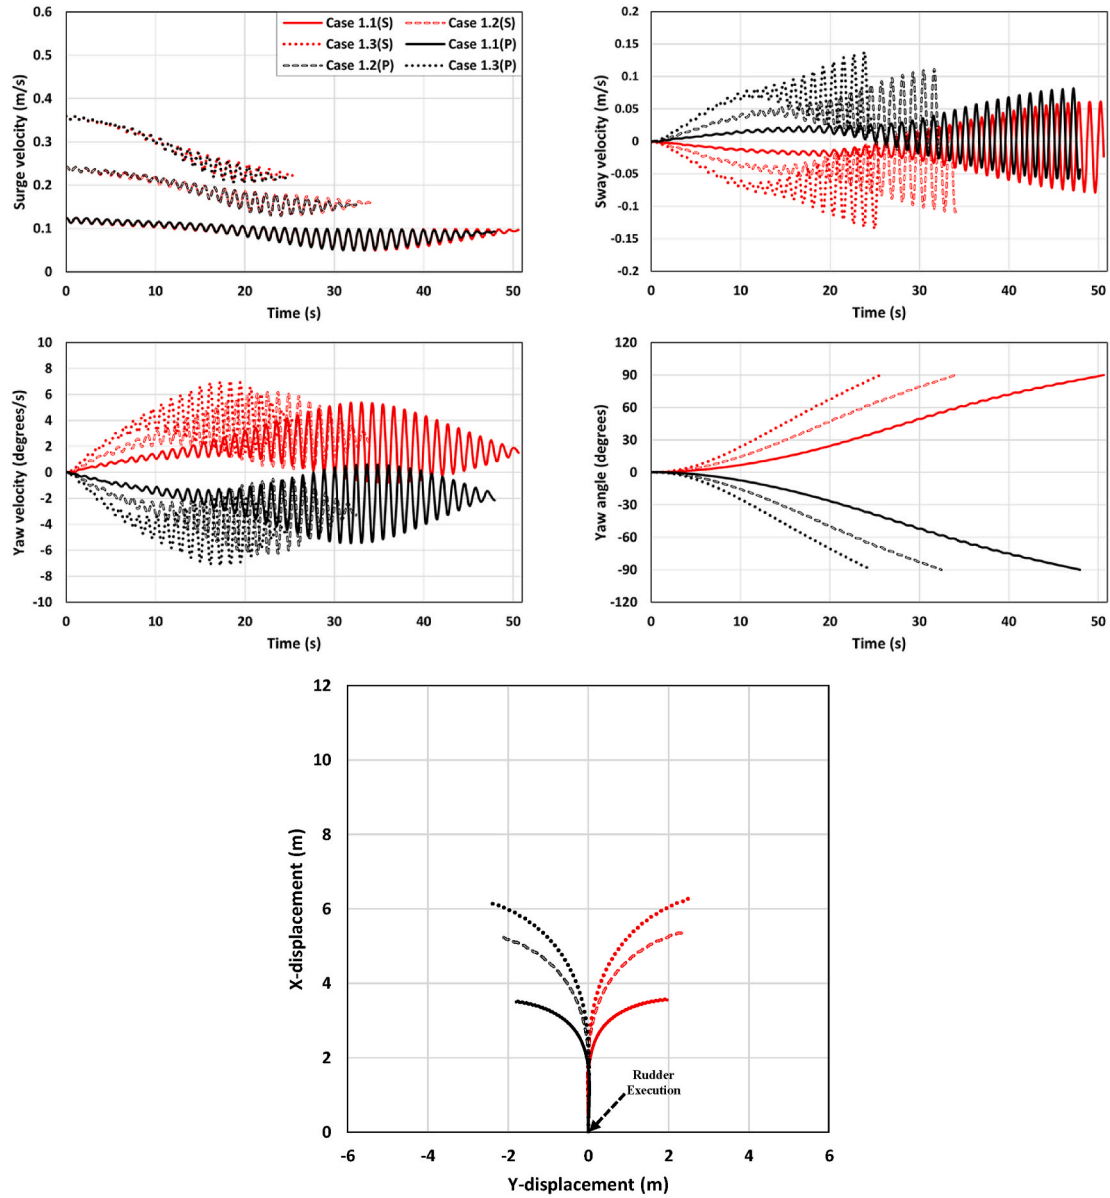 0.6
0.5
0.4
0.3
0.2
0.1
0
Surge velocity (m/s)
Case 1.1(S) Case 1.2(S)
Case 1.3(S) Case 1.1(P)
Case 1.2(P) Case 1.3(P)
0 10 20 30 40 50
Time (s)
0.2
0.15
0.1
0.05
0
-0.05
-0.1
-0.15
-0.2
Sway velocity (m/s)
0 10 20 30 40 50
Time (s)
10
8
6
4
2
0
-2
-4
-6
-8
-10
Yaw velocity (degrees/s)
0 10 20 30 40 50
Time (s)
120
90
60
30
0
-30
-60
-90
-120
Yaw angle (degrees)
0 10 20 30 40 50
Time (s)
12
10
8
6
4
2
0
X-displacement (m)
Rudder
Execution
-6 -4 -2 0 2 4 6
Y-displacement (m)